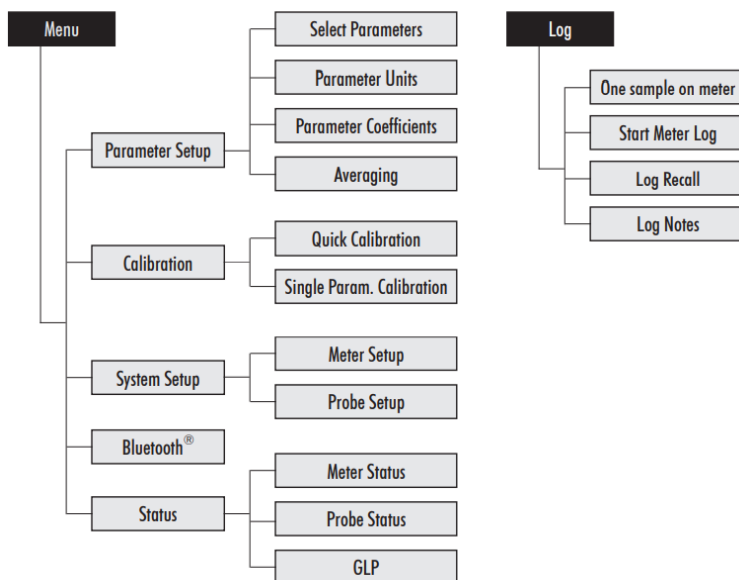 Menu
Parameter Setup
Select Parameters
Parameter Units
Parameter Coefficients
Averaging
Calibration
Quick Calibration
Single Param. Calibration
System Setup
Meter Setup
Probe Setup
Bluetooth®
Status
Meter Status
Probe Status
GLP
Log
One sample on meter
Start Meter Log
Log Recall
Log Notes